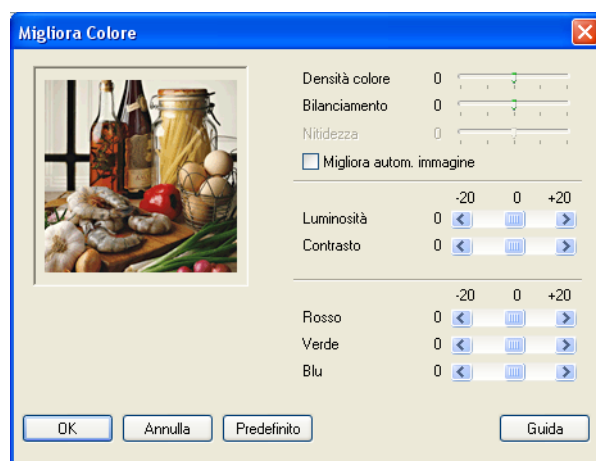 Migliora Colore
Densità colore 0
Bilanciamento 0
Nitidezza 0
Migliora autom. immagine
-20 0 +20
Luminosità 0
Contrasto 0
-20 0 +20
Rosso 0
Verde 0
Blu 0
OK Annulla Predefinito Guida